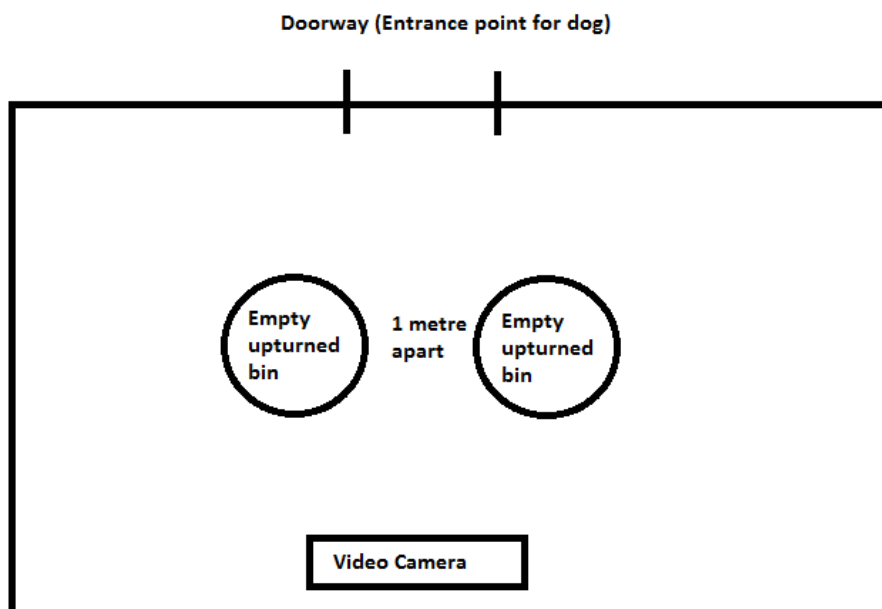 Doorway (Entrance point for dog)
Empty
upturned
bin
1 metre
apart
Empty
upturned
bin
Video Camera